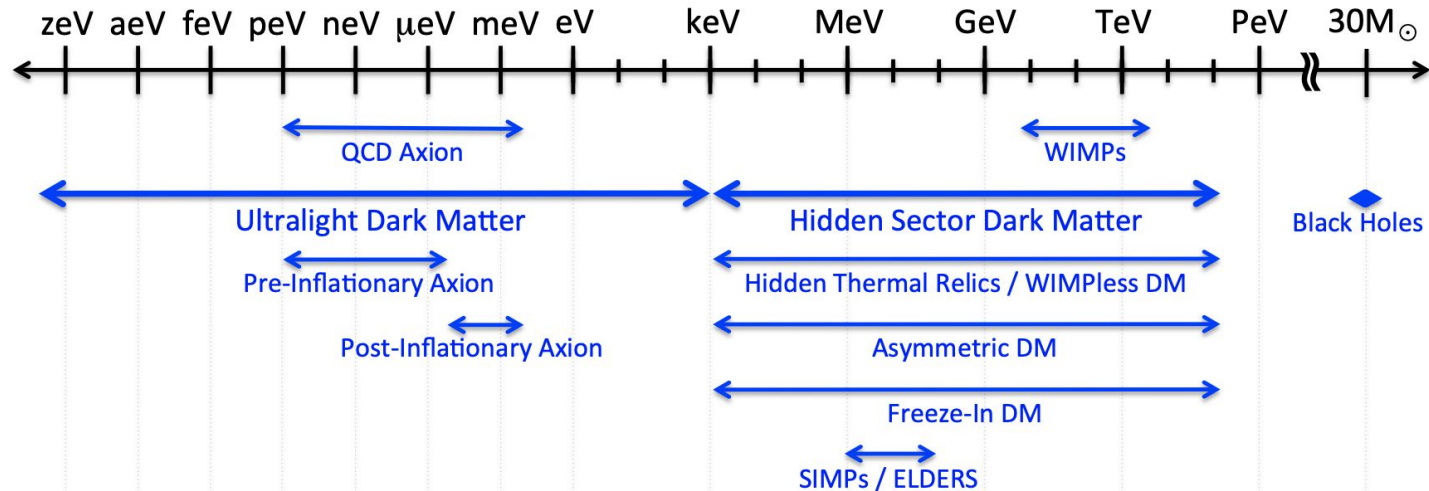 zeV aeV feV peV neV μeV meV eV keV MeV GeV TeV PeV 30M☉
QCD Axion WIMPs
Ultralight Dark Matter Hidden Sector Dark Matter Black Holes
Pre-Inflationary Axion Hidden Thermal Relics / WIMPless DM
Post-Inflationary Axion Asymmetric DM
Freeze-In DM
SIMPs / ELDERS